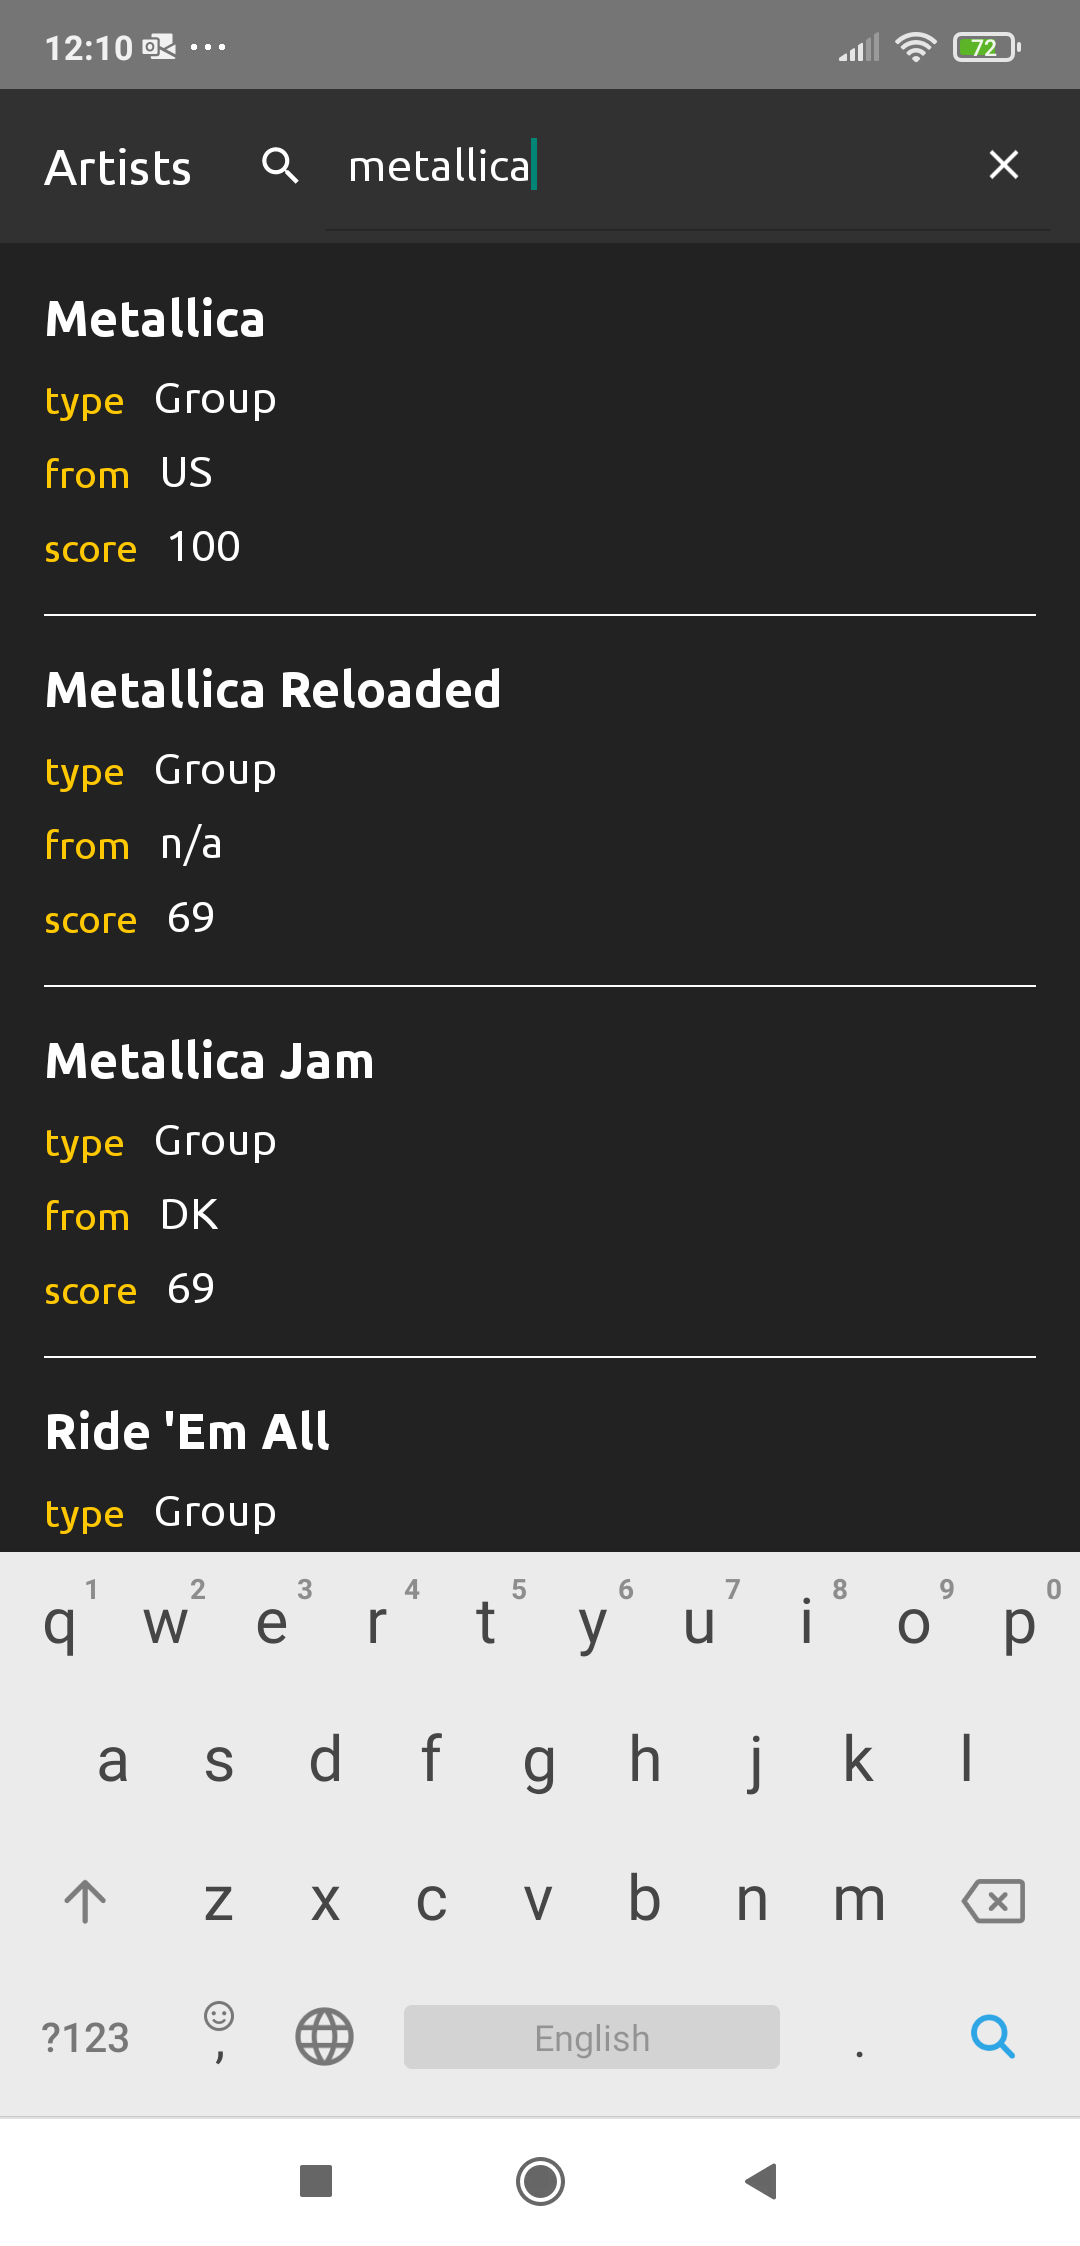 12:10 72
Artists metallica
Metallica
type Group
from US
score 100
Metallica Reloaded
type Group
from n/a
score 69
Metallica Jam
type Group
from DK
score 69
Ride 'Em All
type Group
1 2 3 4 5 6 7 8 9 0
q w e r t y u i o p
a s d f g h j k l
z x c v b n m
?123 , English .